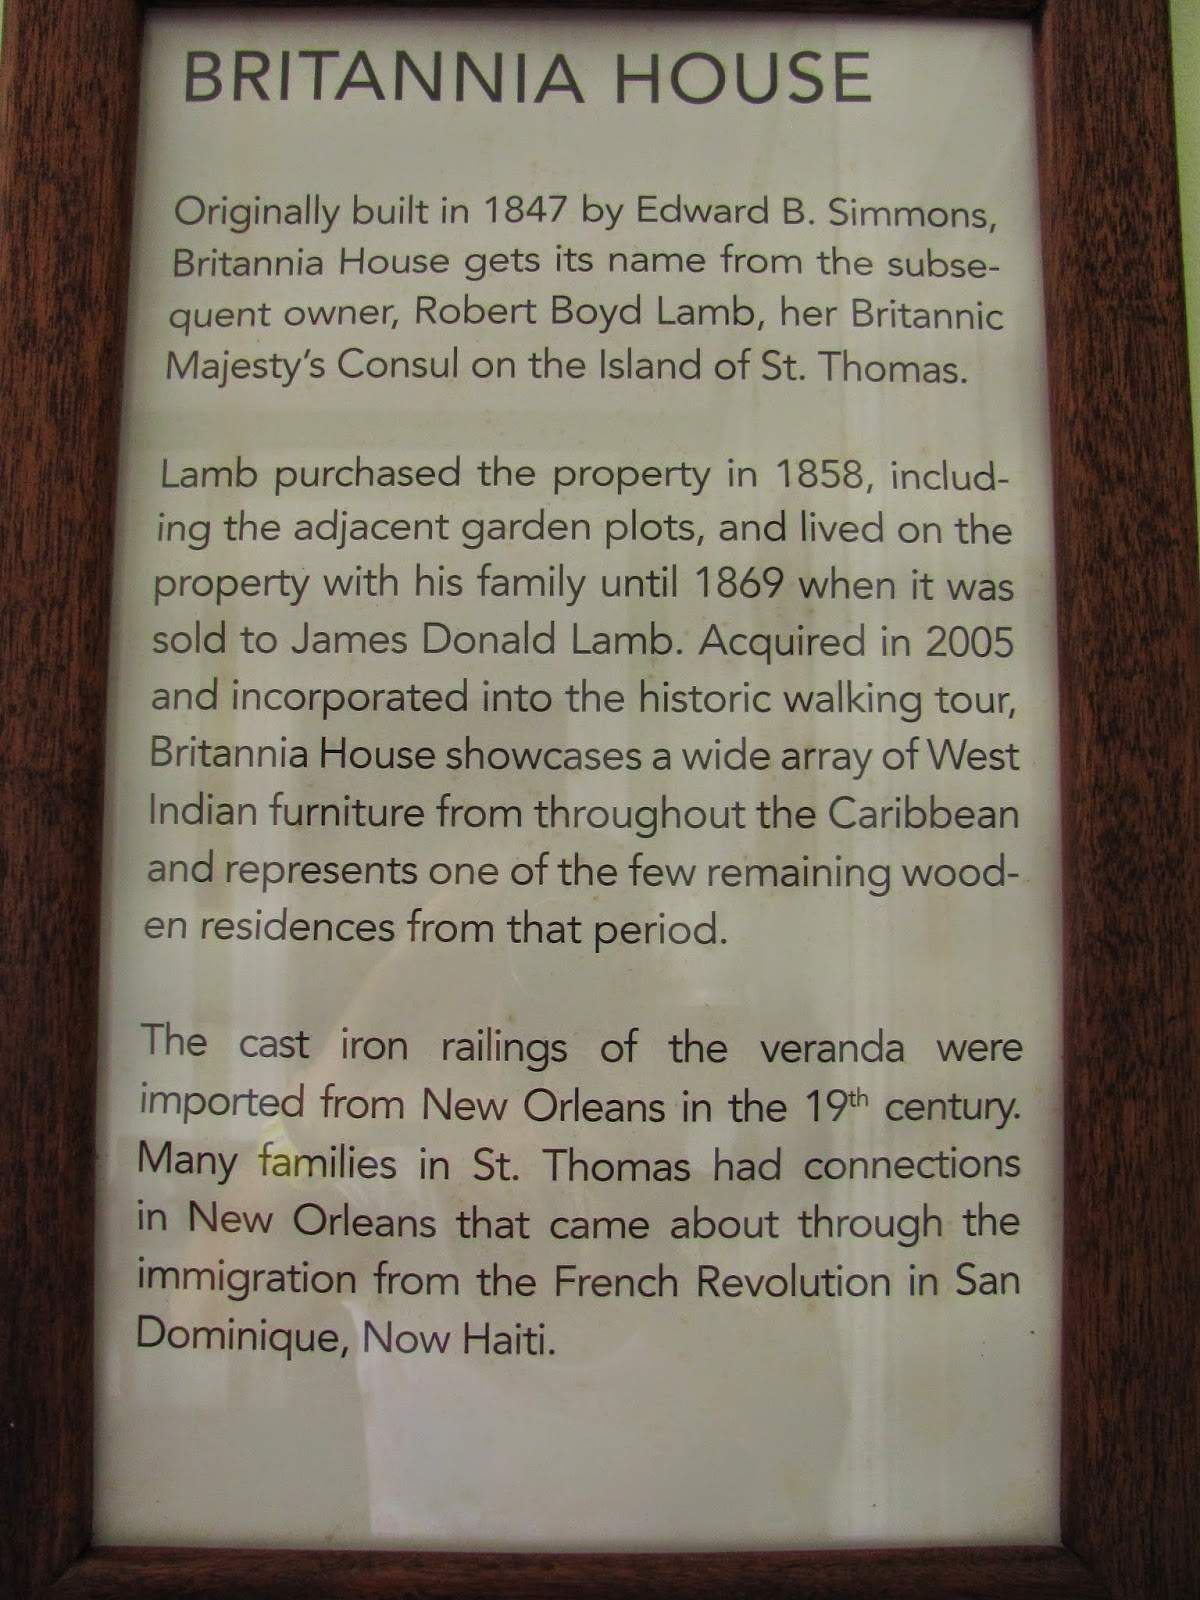 BRITANNIA HOUSE
Originally built in 1847 by Edward B. Simmons,
Britannia House gets its name from the subse-
quent owner, Robert Boyd Lamb, her Britannic
Majesty's Consul on the Island of St. Thomas.
Lamb purchased the property in 1858, includ-
ing the adjacent garden plots, and lived on the
property with his family until 1869 when it was
sold to James Donald Lamb. Acquired in 2005
and incorporated into the historic walking tour,
Britannia House showcases a wide array of West
Indian furniture from throughout the Caribbean
and represents one of the few remaining wood-
en residences from that period.
The cast iron railings of the veranda were
imported from New Orleans in the 19th century.
Many families in St. Thomas had connections
in New Orleans that came about through the
immigration from the French Revolution in San
Dominique, Now Haiti.